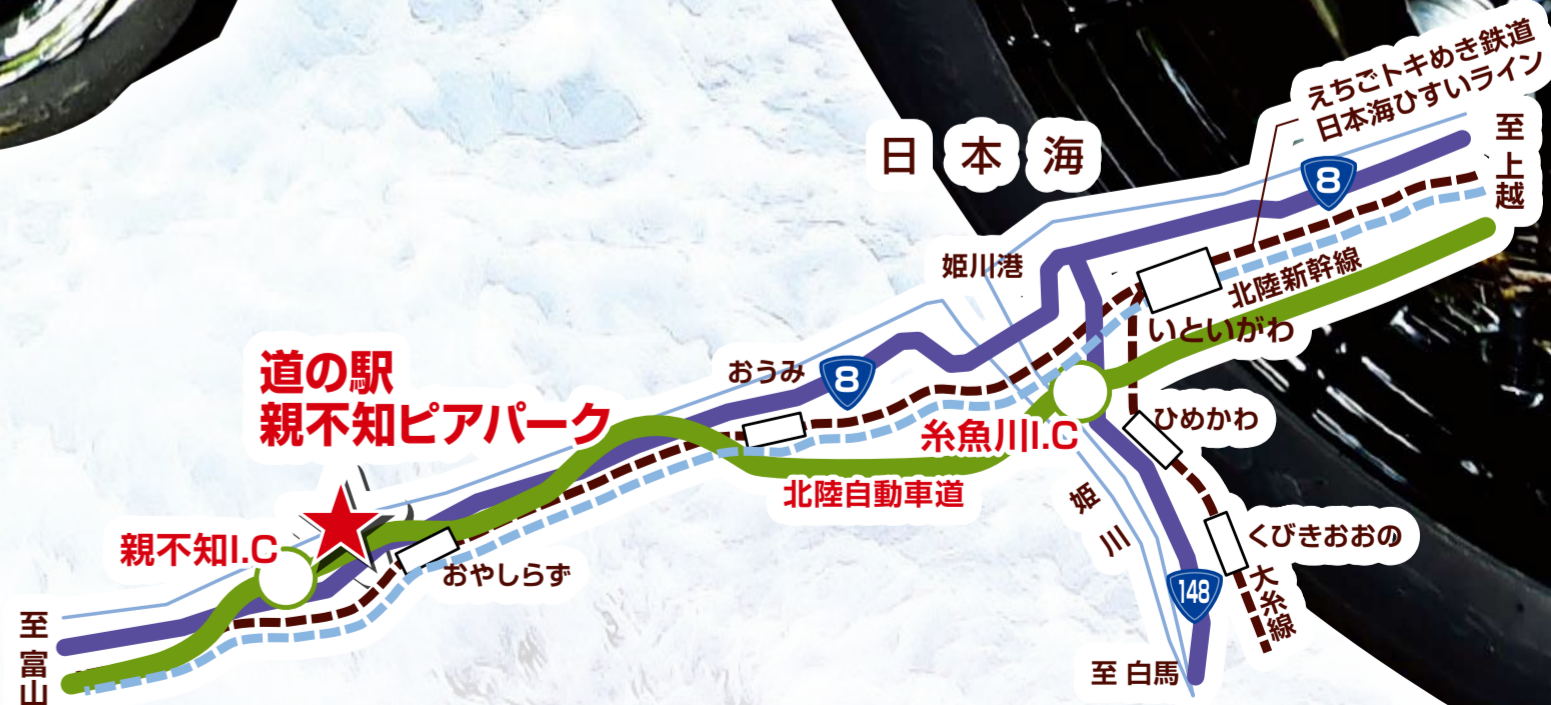 えちごトキめき鉄道
日本海ひすいライン
至上越
日本海
8
姫川港
北陸新幹線
いといがわ
おうみ
8
道の駅
親不知ピアパーク
ひめかわ
糸魚川I.C
北陸自動車道
姫川
くびきおおの
親不知I.C
おやしらず
148
大糸線
至富山
至 白馬